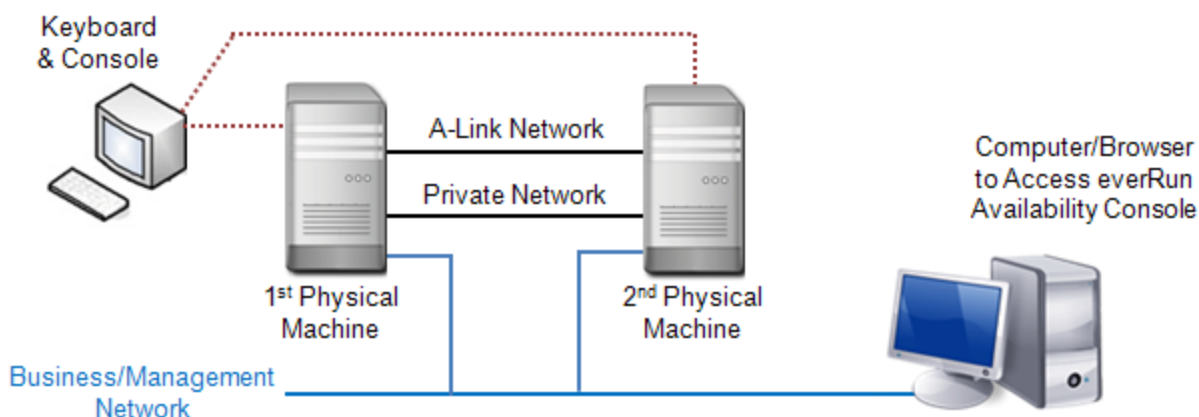 Keyboard
& Console
A-Link Network
Private Network
Computer/Browser
to Access everRun
Availability Console
1st Physical
Machine
2nd Physical
Machine
Business/Management
Network